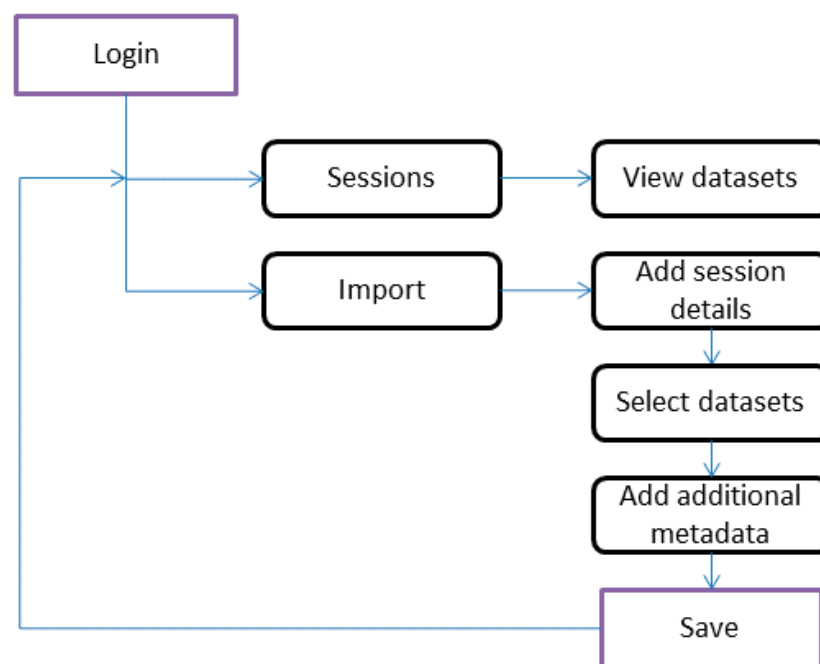 Login
Sessions
View datasets
Import
Add session
details
Select datasets
Add additional
metadata
Save